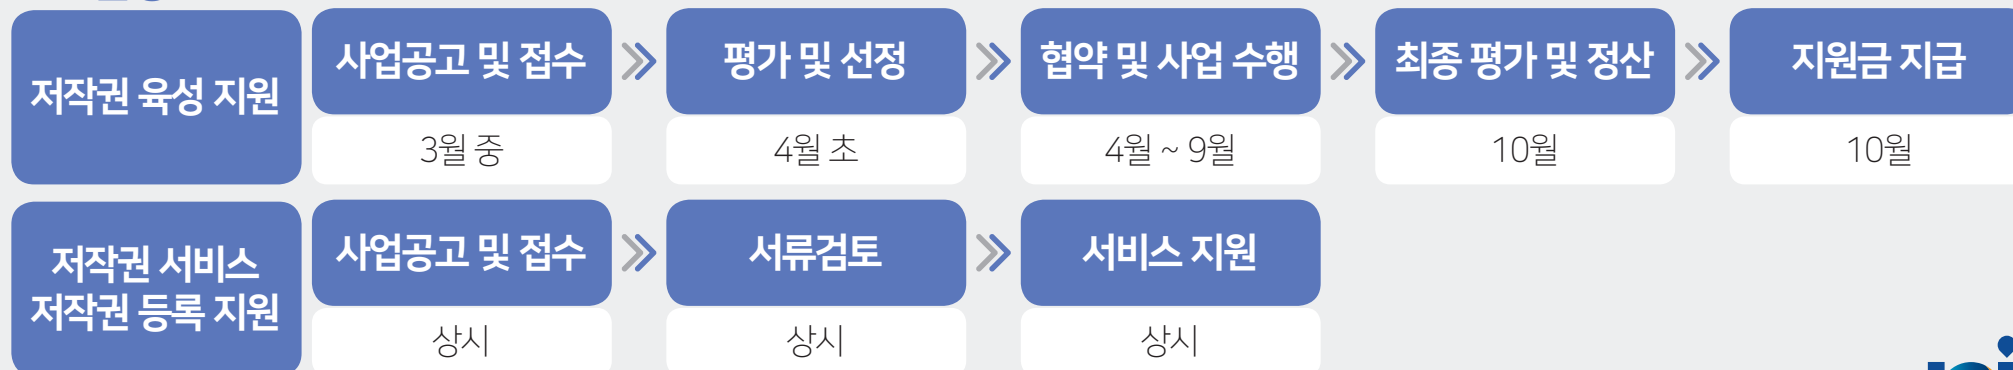 저작권 육성 지원
사업공고 및 접수
평가 및 선정
협약 및 사업 수행
최종 평가 및 정산
지원금 지급
3월 중
4월 초
4월 ~ 9월
10월
10월
저작권 서비스
저작권 등록 지원
사업공고 및 접수
서류검토
서비스 지원
상시
상시
상시